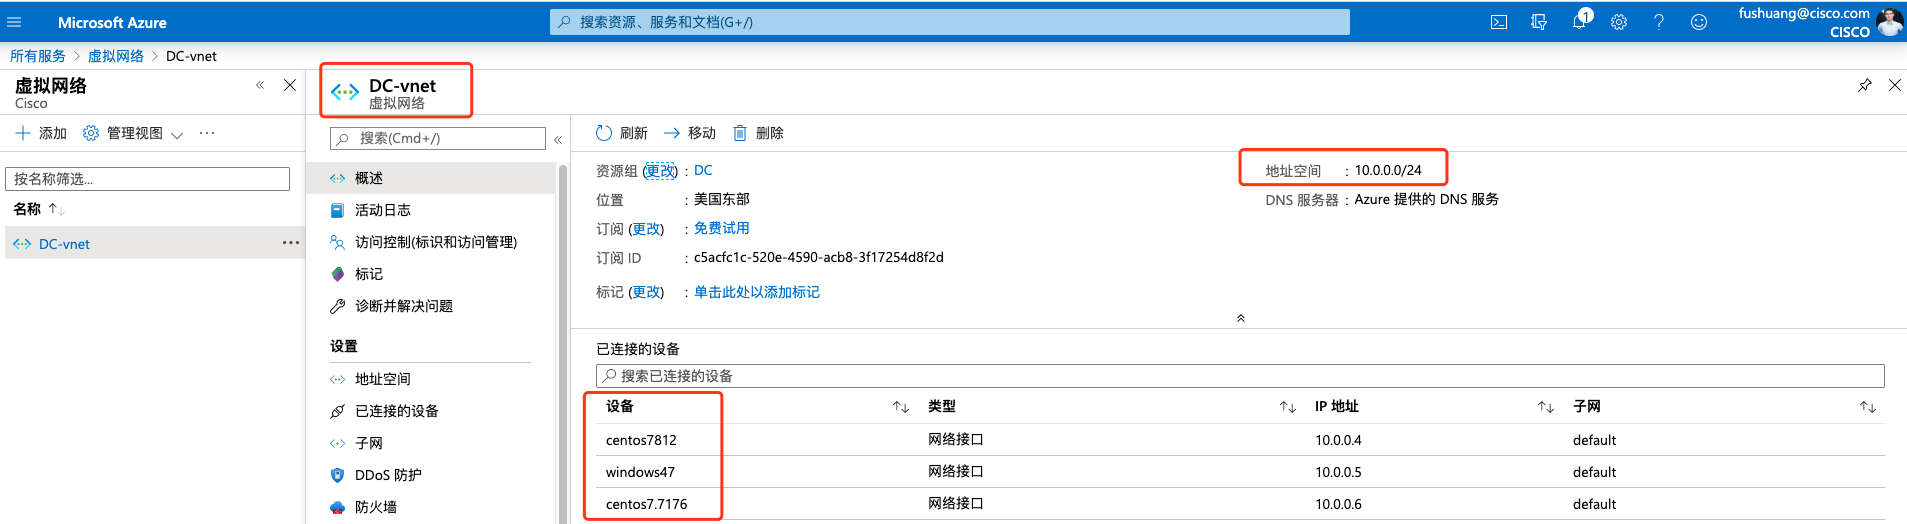 Microsoft Azure
搜索资源、服务和文档(G+/)
1
fushuang@cisco.com
CISCO
所有服务 > 虚拟网络 > DC-vnet
虚拟网络
Cisco
添加 管理视图 ···
按名称筛选...
名称
DC-vnet ···
DC-vnet
虚拟网络
搜索(Cmd+/)
概述
活动日志
访问控制(标识和访问管理)
标记
诊断并解决问题
设置
地址空间
已连接的设备
子网
DDoS 防护
防火墙
刷新 移动 删除
资源组 (更改) : DC
位置 : 美国东部
订阅 (更改) : 免费试用
订阅 ID : c5acfc1c-520e-4590-acb8-3f17254d8f2d
标记 (更改) : 单击此处以添加标记
地址空间 : 10.0.0.0/24
DNS 服务器 : Azure 提供的 DNS 服务
已连接的设备
搜索已连接的设备
设备 类型 IP 地址 子网
centos7812 网络接口 10.0.0.4 default
windows47 网络接口 10.0.0.5 default
centos7.7176 网络接口 10.0.0.6 default